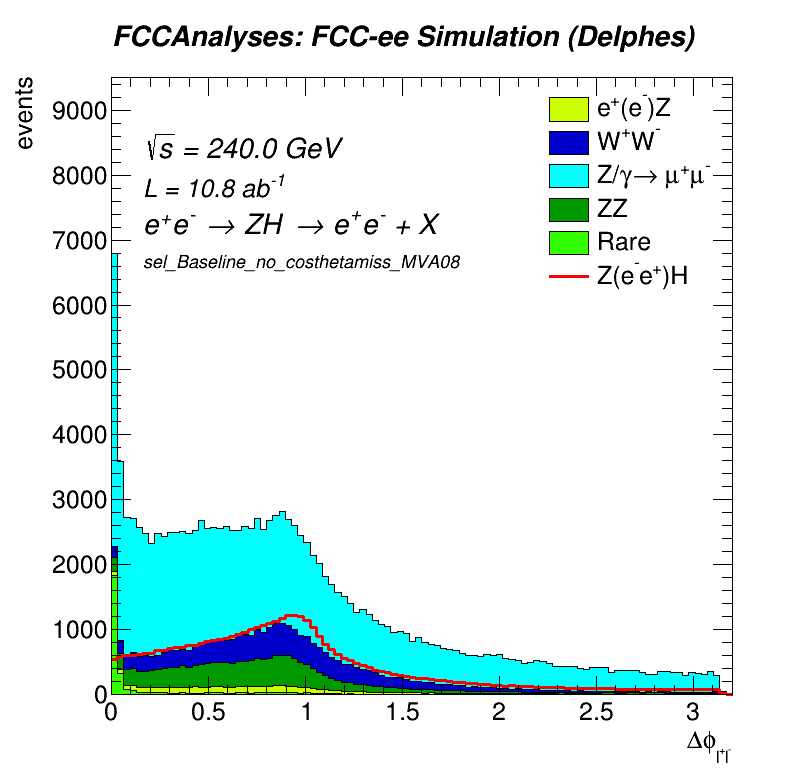 FCCAnalyses: FCC-ee Simulation (Delphes)
events
√s = 240.0 GeV
L = 10.8 ab⁻¹
e⁺e⁻ → ZH → e⁺e⁻ + X
sel_Baseline_no_costhetamiss_MVA08
e⁺(e⁻)Z
W⁺W⁻
Z/γ→ μ⁺μ⁻
ZZ
Rare
Z(e⁻e⁺)H
9000
8000
7000
6000
5000
4000
3000
2000
1000
0
0 0.5 1 1.5 2 2.5 3
Δϕ l⁺l⁻